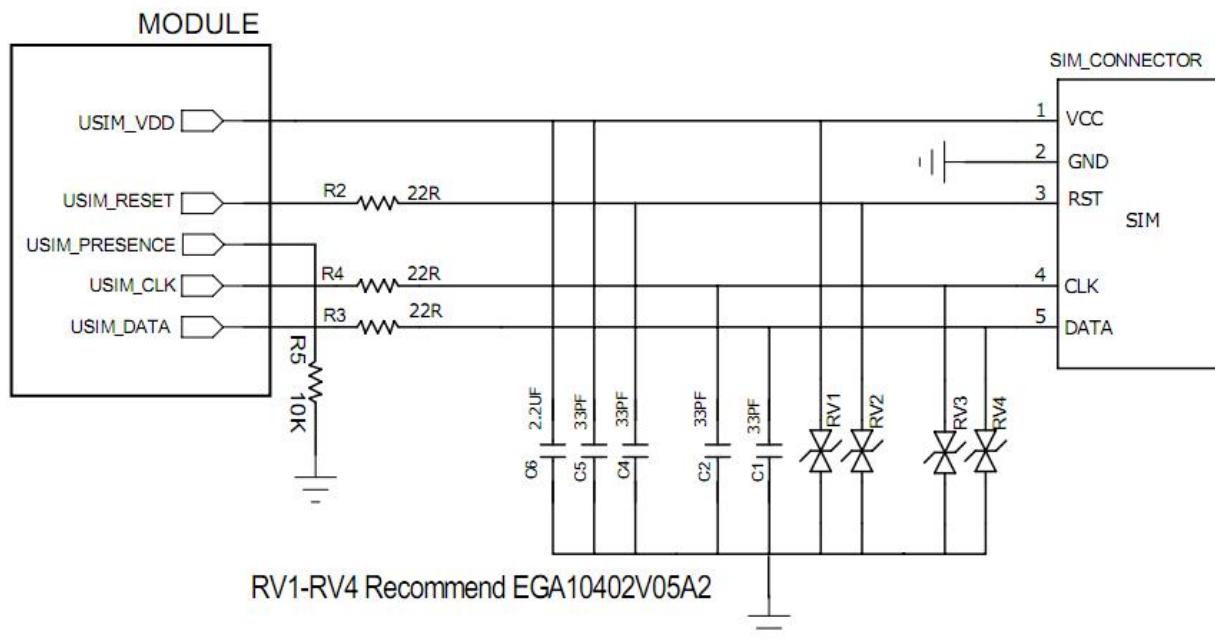 MODULE
SIM_CONNECTOR
USIM_VDD
1
VCC
2
GND
USIM_RESET
R2
22R
3
RST
SIM
USIM_PRESENCE
USIM_CLK
R4
22R
4
CLK
USIM_DATA
R3
22R
5
DATA
R5
10K
2.2UF
33PF
33PF
33PF
33PF
RV1
RV2
RV3
RV4
C6
C5
C4
C2
C1
RV1-RV4 Recommend EGA10402V05A2